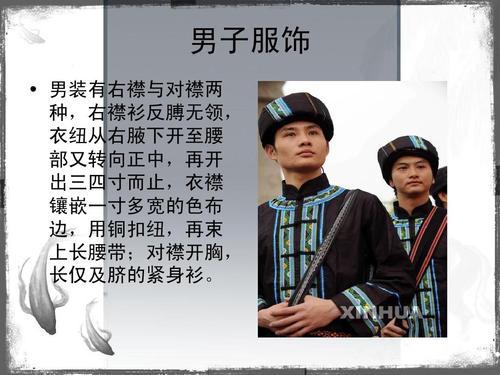 男子服饰
• 男装有右襟与对襟两
种，右襟衫反膊无领，
衣纽从右腋下开至腰
部又转向正中，再开
出三四寸而止，衣襟
镶嵌一寸多宽的色布
边，用铜扣纽，再束
上长腰带；对襟开胸，
长仅及脐的紧身衫。
XINHUA